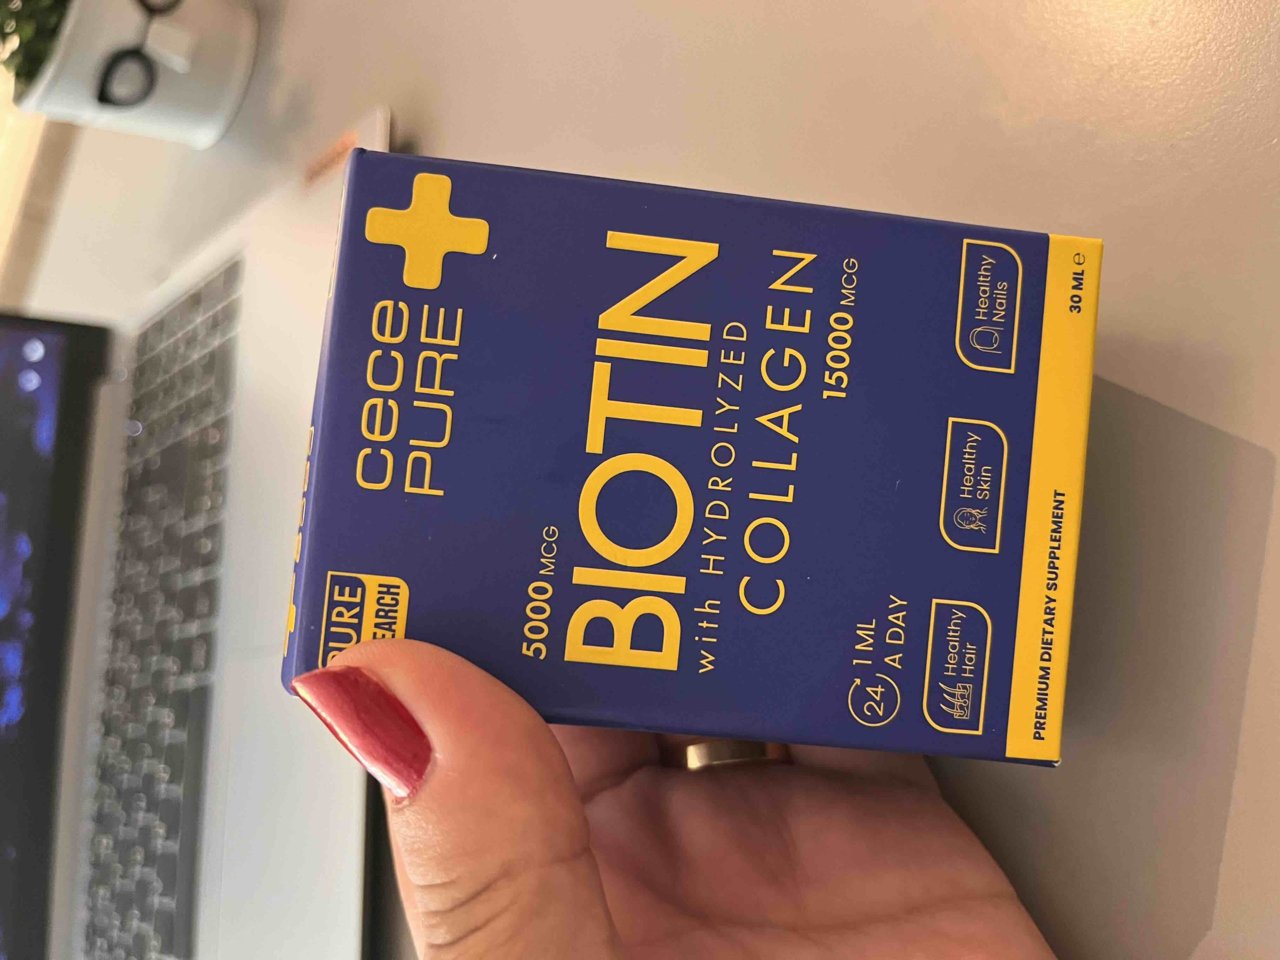 cece
PURE
PURE
5000 MCG
BIOTIN
with HYDROLYZED
COLLAGEN
15000 MCG
24
1 ML
A DAY
Healthy
Hair
Healthy
Skin
Healthy
Nails
PREMIUM DIETARY SUPPLEMENT
30 ML ℮